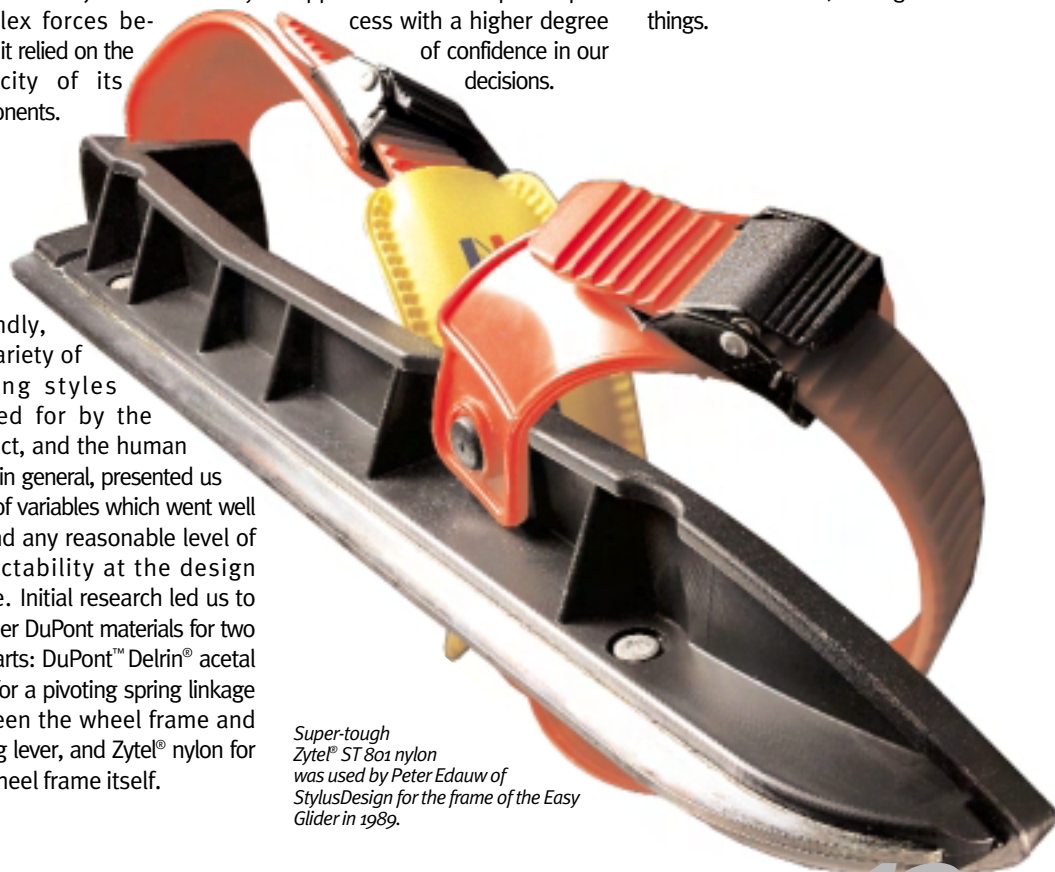 lex forces be-
it relied on the
city of its
onents.
ndly,
ariety of
ng styles
ed for by the
ct, and the human
in general, presented us
of variables which went well
nd any reasonable level of
ctability at the design
e. Initial research led us to
er DuPont materials for two
arts: DuPont™ Delrin® acetal
for a pivoting spring linkage
een the wheel frame and
g lever, and Zytel® nylon for
heel frame itself.
cess with a higher degree
of confidence in our
decisions.
things.
Super-tough
Zytel® ST 801 nylon
was used by Peter Edauw of
StylusDesign for the frame of the Easy
Glider in 1989.